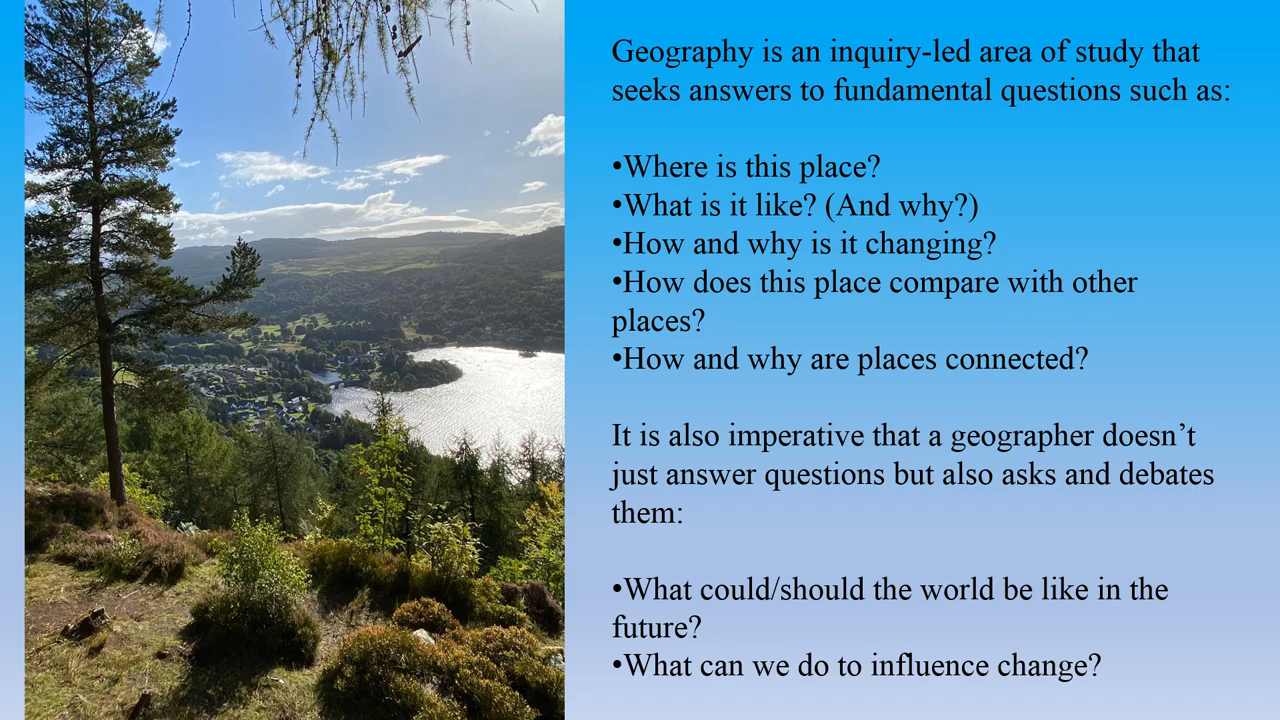 Geography is an inquiry-led area of study that
seeks answers to fundamental questions such as:
•Where is this place?
•What is it like? (And why?)
•How and why is it changing?
•How does this place compare with other
places?
•How and why are places connected?
It is also imperative that a geographer doesn’t
just answer questions but also asks and debates
them:
•What could/should the world be like in the
future?
•What can we do to influence change?